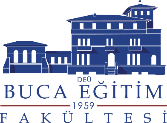 DEÜ
BUCA EĞİTİM
1959
FAKÜLTESİ